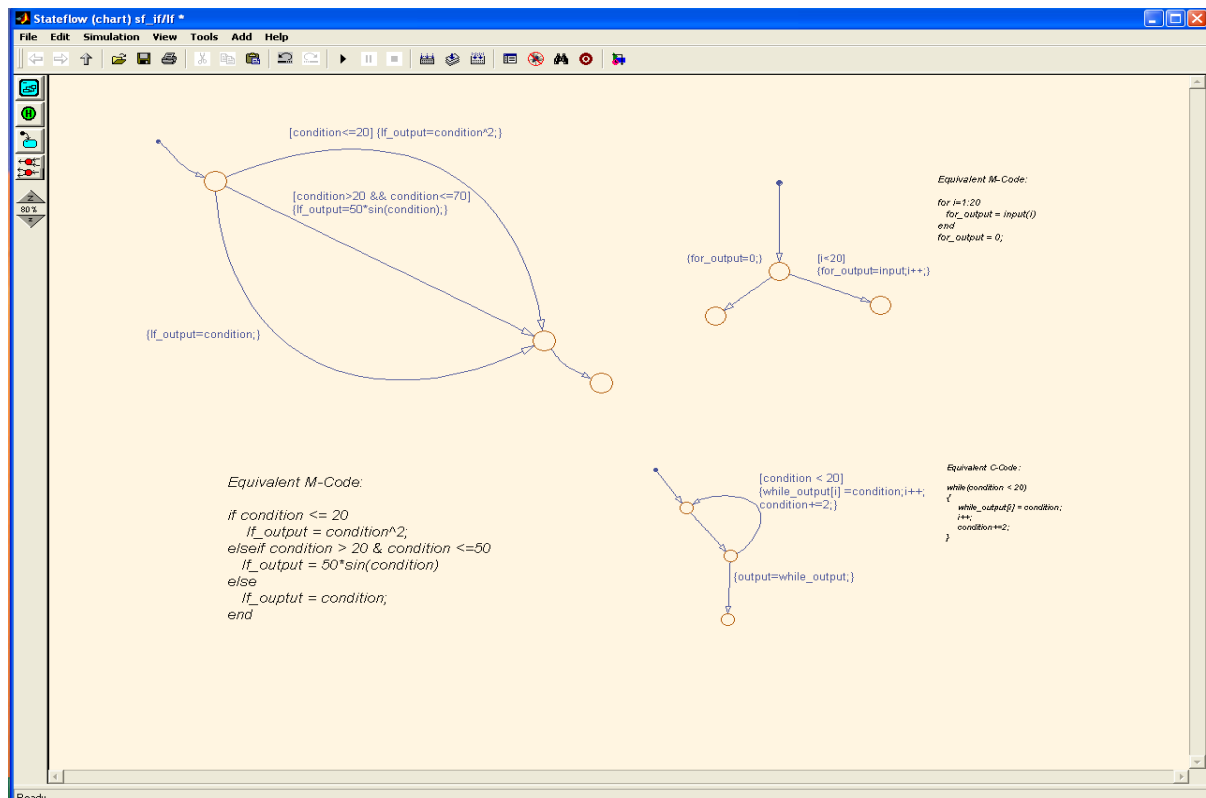 Stateflow (chart) sf_if/If *
File Edit Simulation View Tools Add Help
80%
[condition<=20] {If_output=condition^2;}
[condition>20 && condition<=70]
{If_output=50*sin(condition);}
{If_output=condition;}
Equivalent M-Code:
if condition <= 20
If_output = condition^2;
elseif condition > 20 & condition <=50
If_output = 50*sin(condition)
else
If_ouptut = condition;
end
{for_output=0;}
[i<20]
{for_output=input;i++;}
Equivalent M-Code:
for i=1:20
for_output = input(i)
end
for_output = 0;
[condition < 20]
{while_output[i] =condition;i++;
condition+=2;}
{output=while_output;}
Equivalent C-Code:
while(condition < 20)
{
while_output[i] = condition;
i++;
condition+=2;
}
Ready